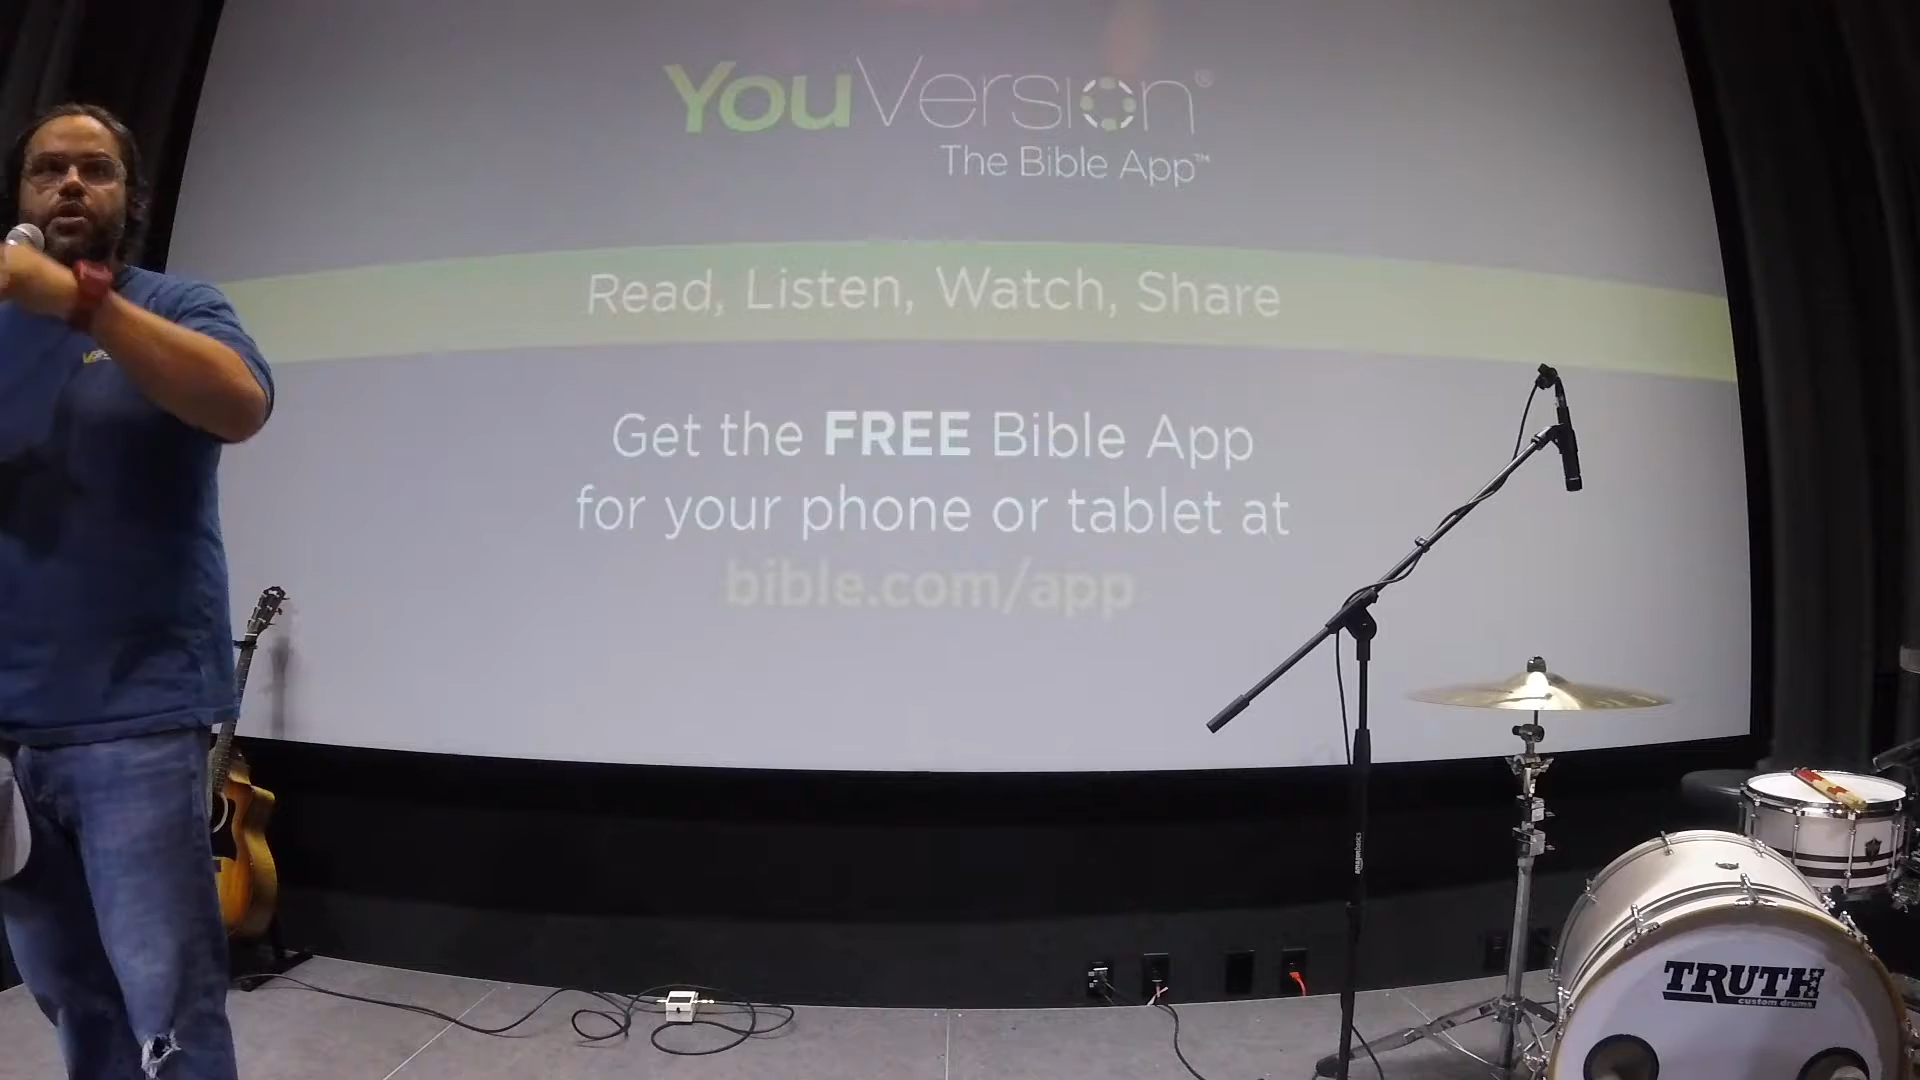 YouVersion®
The Bible App™
Read, Listen, Watch, Share
Get the FREE Bible App
for your phone or tablet at
bible.com/app
amazonbasics
TRUTH
custom drums